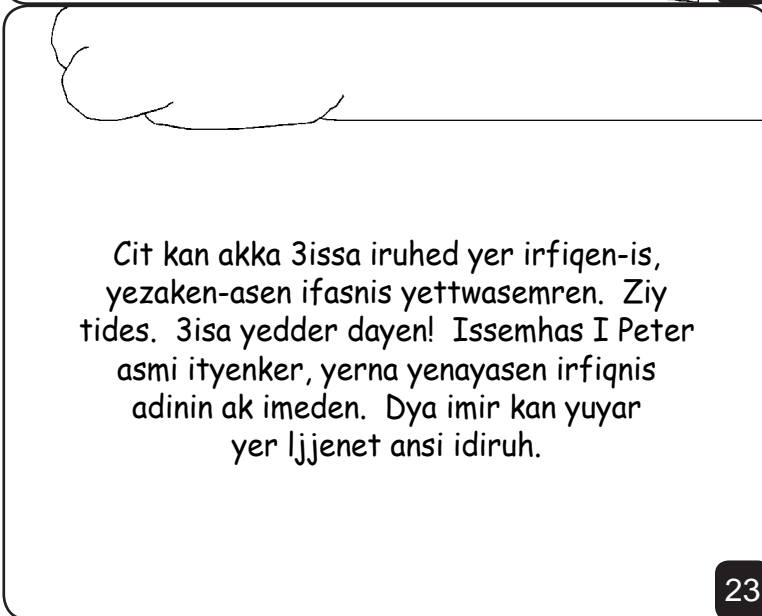 Cit kan akka 3issa iruhed yer irfiqen-is,
yezaken-asen ifasnis yettwasemren. Ziy
tides. 3isa yedder dayen! Issemhas I Peter
asmi ityenker, yerna yenayasen irfiqnis
adinin ak imeden. Dya imir kan yuyar
yer ljjenet ansi idiruh.
23